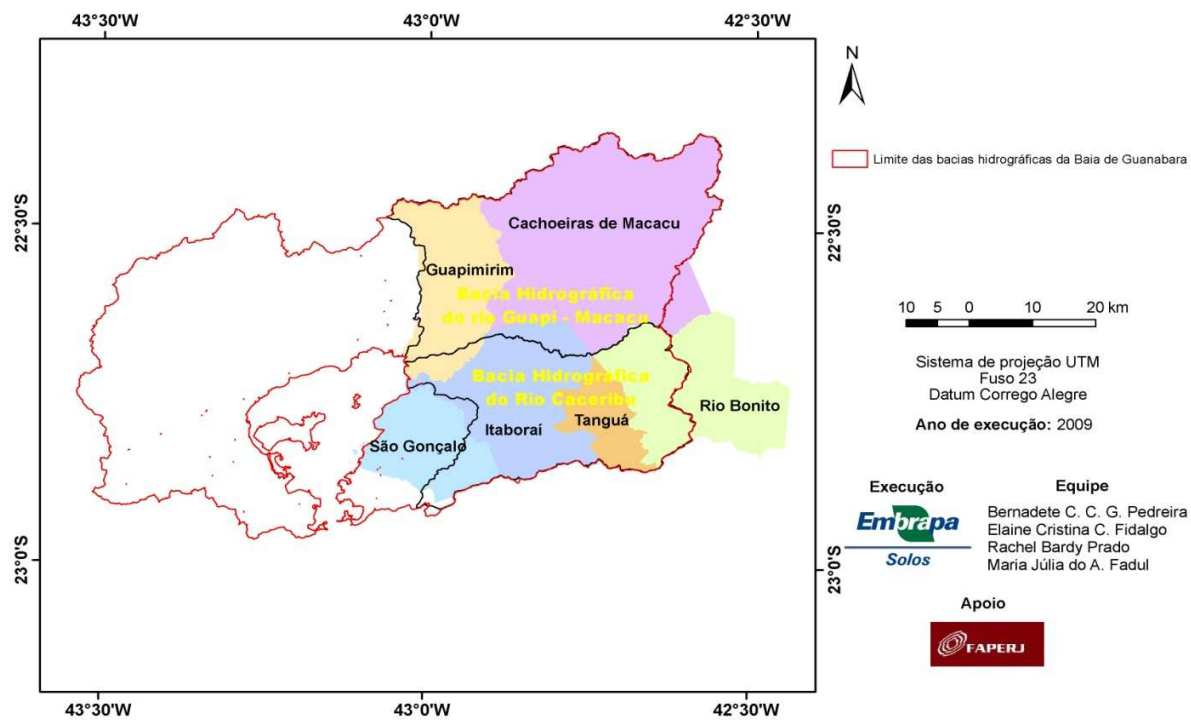 43°30'W 43°0'W 42°30'W
N
Limite das bacias hidrográficas da Baia de Guanabara
22°30'S
22°30'S
Cachoeiras de Macacu
Guapimirim
Bacia Hidrográfica
do rio Guapi - Macacu
10 5 0 10 20 km
Sistema de projeção UTM
Fuso 23
Datum Corrego Alegre
Ano de execução: 2009
Bacia Hidrográfica
do Rio Caceribu
Rio Bonito
Tanguá
Itaboraí
São Gonçalo
Execução
Embrapa
Solos
Equipe
Bernadete C. C. G. Pedreira
Elaine Cristina C. Fidalgo
Rachel Bardy Prado
Maria Júlia do A. Fadul
23°0'S
23°0'S
Apoio
FAPERJ
43°30'W 43°0'W 42°30'W